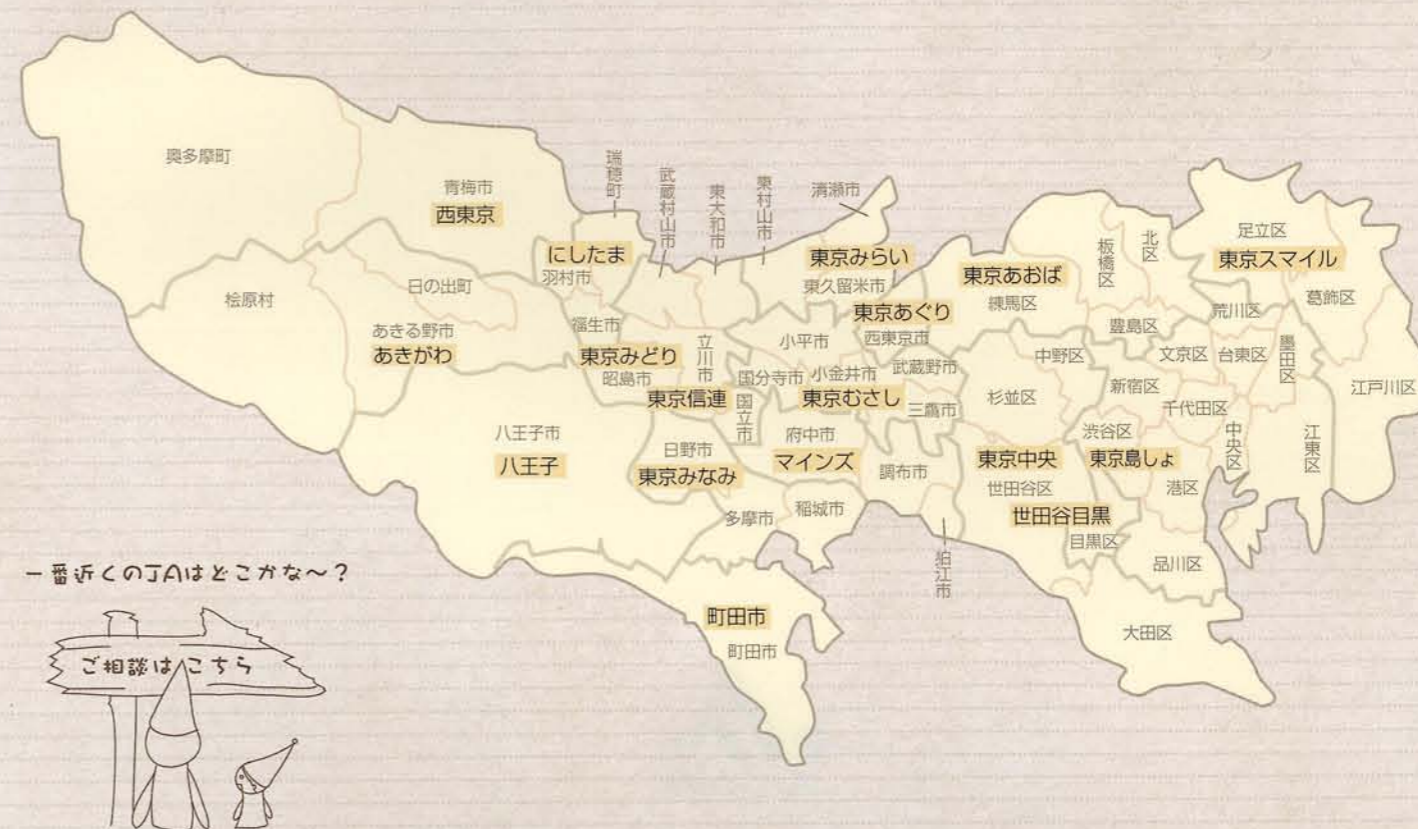 奥多摩町
青梅市
西東京
瑞穂町
武蔵村山市
東大和市
東村山市
清瀬市
にしたま
羽村市
東京みらい
東久留米市
東京あおば
練馬区
板橋区
北区
足立区
東京スマイル
葛飾区
桧原村
日の出町
あきる野市
あきがわ
福生市
東京みどり
昭島市
立川市
東京信連
国立市
小平市
国分寺市
小金井市
東京むさし
東京あぐり
西東京市
武蔵野市
三鷹市
中野区
杉並区
豊島区
文京区
荒川区
台東区
墨田区
新宿区
千代田区
江戸川区
八王子市
八王子
日野市
東京みなみ
府中市
マインズ
調布市
東京中央
世田谷区
世田谷目黒
目黒区
渋谷区
東京島しょ
港区
中央区
江東区
品川区
多摩市
稲城市
狛江市
大田区
町田市
町田市
一番近くのJAはどこかな〜?
ご相談はこちら